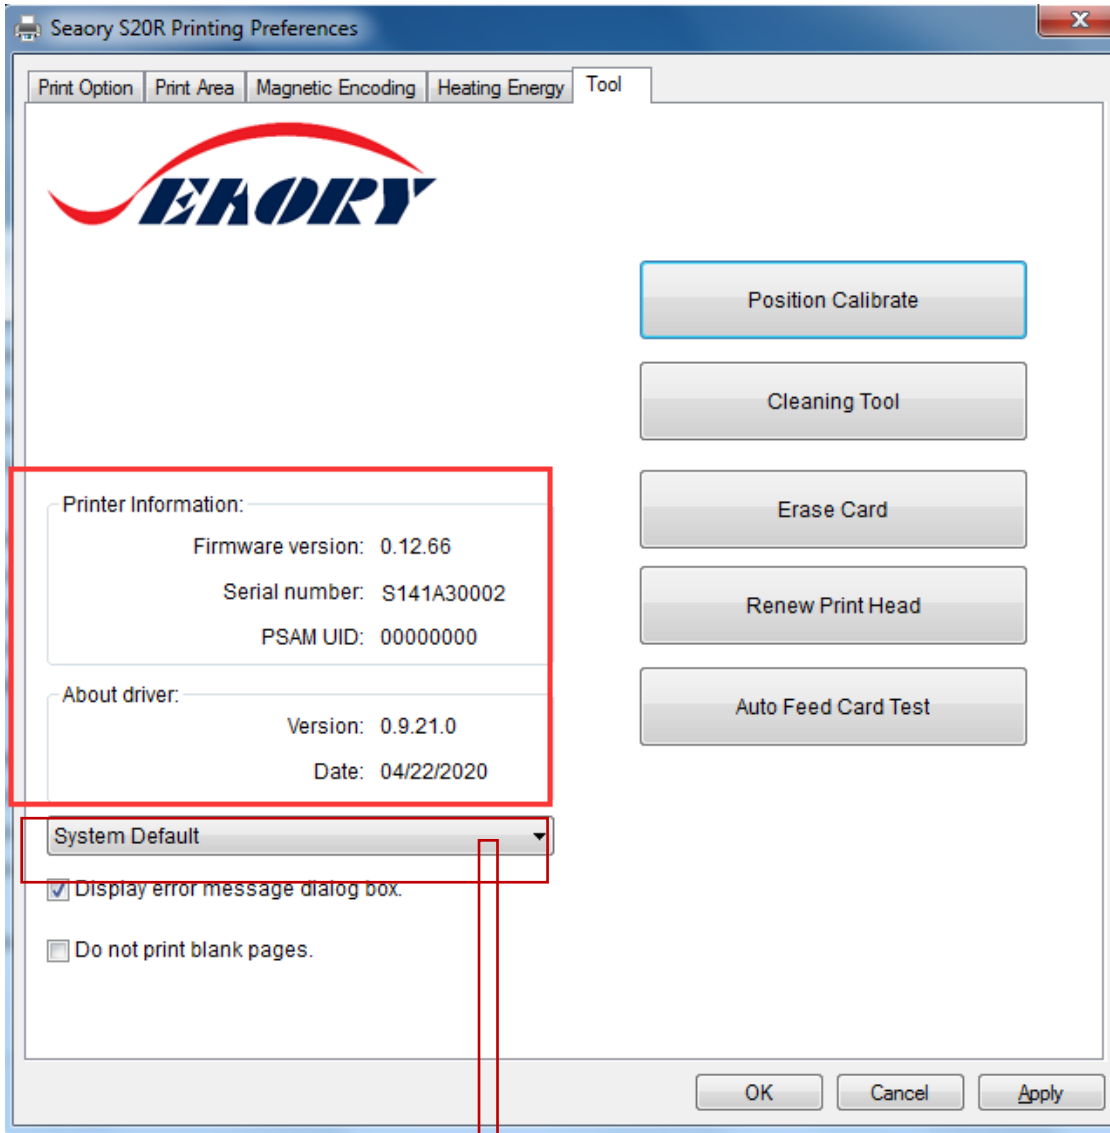 Seaory S20R Printing Preferences
Print Option Print Area Magnetic Encoding Heating Energy Tool
SEAORY
Position Calibrate
Cleaning Tool
Erase Card
Renew Print Head
Auto Feed Card Test
Printer Information:
Firmware version: 0.12.66
Serial number: S141A30002
PSAM UID: 00000000
About driver:
Version: 0.9.21.0
Date: 04/22/2020
System Default
Display error message dialog box.
Do not print blank pages.
OK Cancel Apply